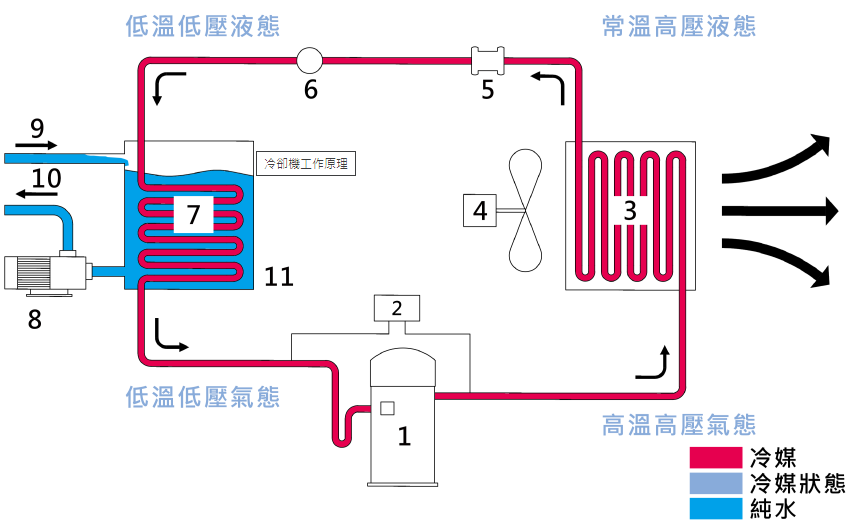 低溫低壓液態
常溫高壓液態
6
5
9
冷卻機工作原理
10
7
4
3
11
8
2
低溫低壓氣態
1
高溫高壓氣態
冷媒
冷媒狀態
純水